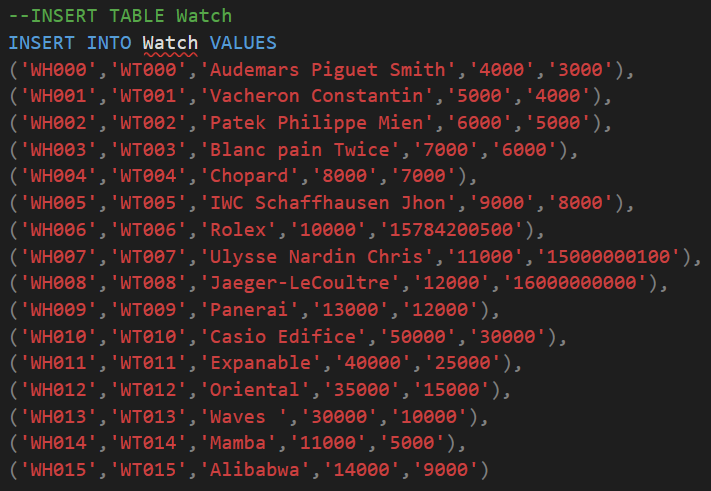 --INSERT TABLE Watch
INSERT INTO Watch VALUES
('WH000','WT000','Audemars Piguet Smith','4000','3000'),
('WH001','WT001','Vacheron Constantin','5000','4000'),
('WH002','WT002','Patek Philippe Mien','6000','5000'),
('WH003','WT003','Blanc pain Twice','7000','6000'),
('WH004','WT004','Chopard','8000','7000'),
('WH005','WT005','IWC Schaffhausen Jhon','9000','8000'),
('WH006','WT006','Rolex','10000','15784200500'),
('WH007','WT007','Ulysse Nardin Chris','11000','15000000100'),
('WH008','WT008','Jaeger-LeCoultre','12000','16000000000'),
('WH009','WT009','Panerai','13000','12000'),
('WH010','WT010','Casio Edifice','50000','30000'),
('WH011','WT011','Expanable','40000','25000'),
('WH012','WT012','Oriental','35000','15000'),
('WH013','WT013','Waves ','30000','10000'),
('WH014','WT014','Mamba','11000','5000'),
('WH015','WT015','Alibabwa','14000','9000')